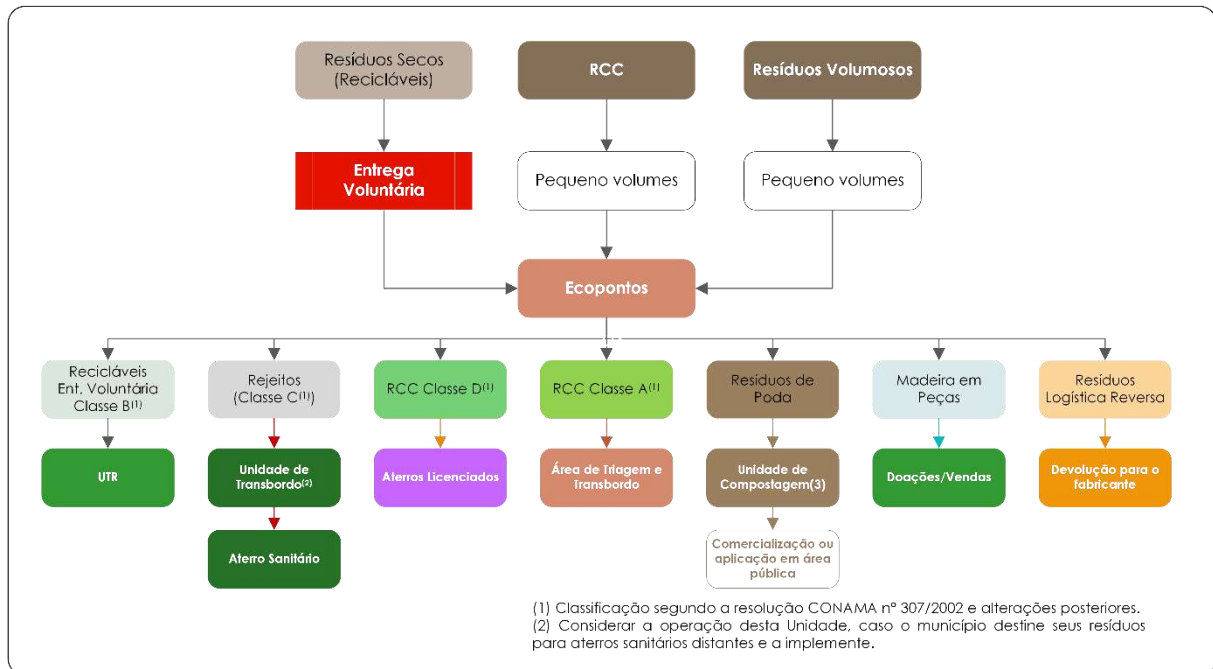 Resíduos Secos
(Recicláveis)
RCC
Resíduos Volumosos
Entrega
Voluntária
Pequeno volumes
Pequeno volumes
Ecopontos
Recicláveis
Ent. Voluntária
Classe B(1)
Rejeitos
(Classe C(1))
RCC Classe D(1)
RCC Classe A(1)
Resíduos de
Poda
Madeira em
Peças
Resíduos
Logística Reversa
UTR
Unidade de
Transbordo(2)
Aterros Licenciados
Área de Triagem e
Transbordo
Unidade de
Compostagem(3)
Doações/Vendas
Devolução para o
fabricante
Aterro Sanitário
Comercialização ou
aplicação em área
pública
(1) Classificação segundo a resolução CONAMA nº 307/2002 e alterações posteriores.
(2) Considerar a operação desta Unidade, caso o município destine seus resíduos
para aterros sanitários distantes e a implemente.